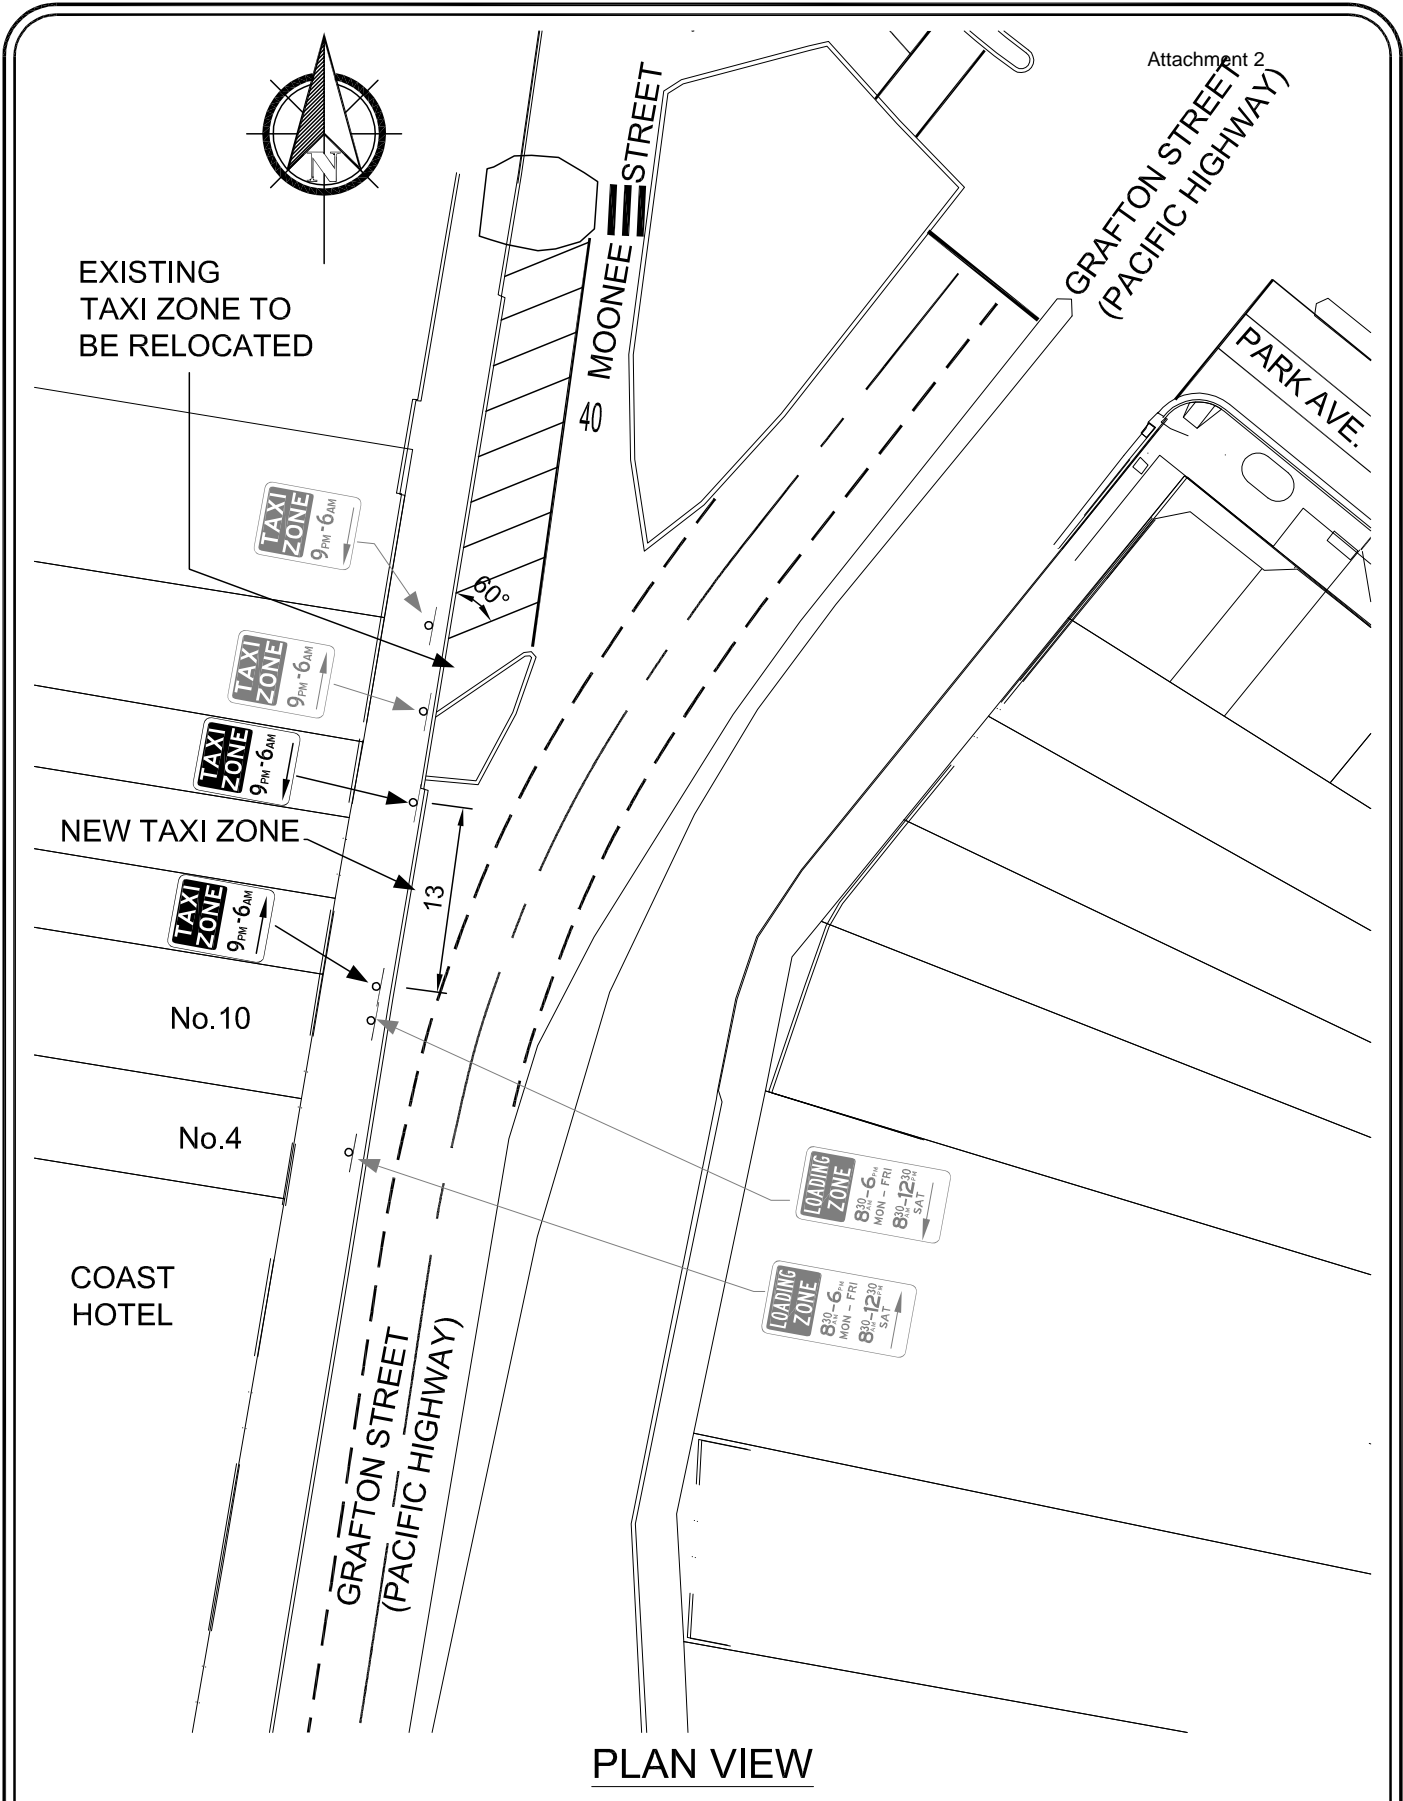 Attachment 2
N
MOONEE STREET
GRAFTON STREET
(PACIFIC HIGHWAY)
PARK AVE.
EXISTING
TAXI ZONE TO
BE RELOCATED
40
60°
TAXI
ZONE
9PM-6AM
TAXI
ZONE
9PM-6AM
TAXI
ZONE
9PM-6AM
NEW TAXI ZONE
13
TAXI
ZONE
9PM-6AM
No.10
No.4
COAST
HOTEL
LOADING
ZONE
830AM-6PM
MON - FRI
830AM-1230PM
SAT
LOADING
ZONE
830AM-6PM
MON - FRI
830AM-1230PM
SAT
GRAFTON STREET
(PACIFIC HIGHWAY)
PLAN VIEW